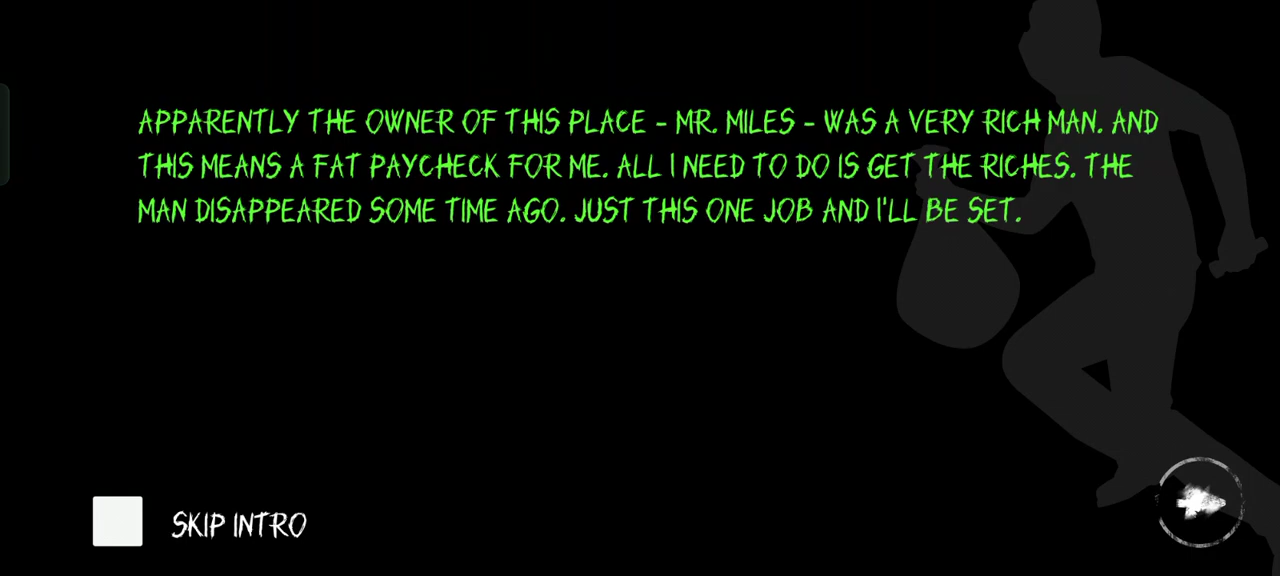 APPARENTLY THE OWNER OF THIS PLACE - MR. MILES - WAS A VERY RICH MAN. AND
THIS MEANS A FAT PAYCHECK FOR ME. ALL I NEED TO DO IS GET THE RICHES. THE
MAN DISAPPEARED SOME TIME AGO. JUST THIS ONE JOB AND I'LL BE SET.
SKIP INTRO